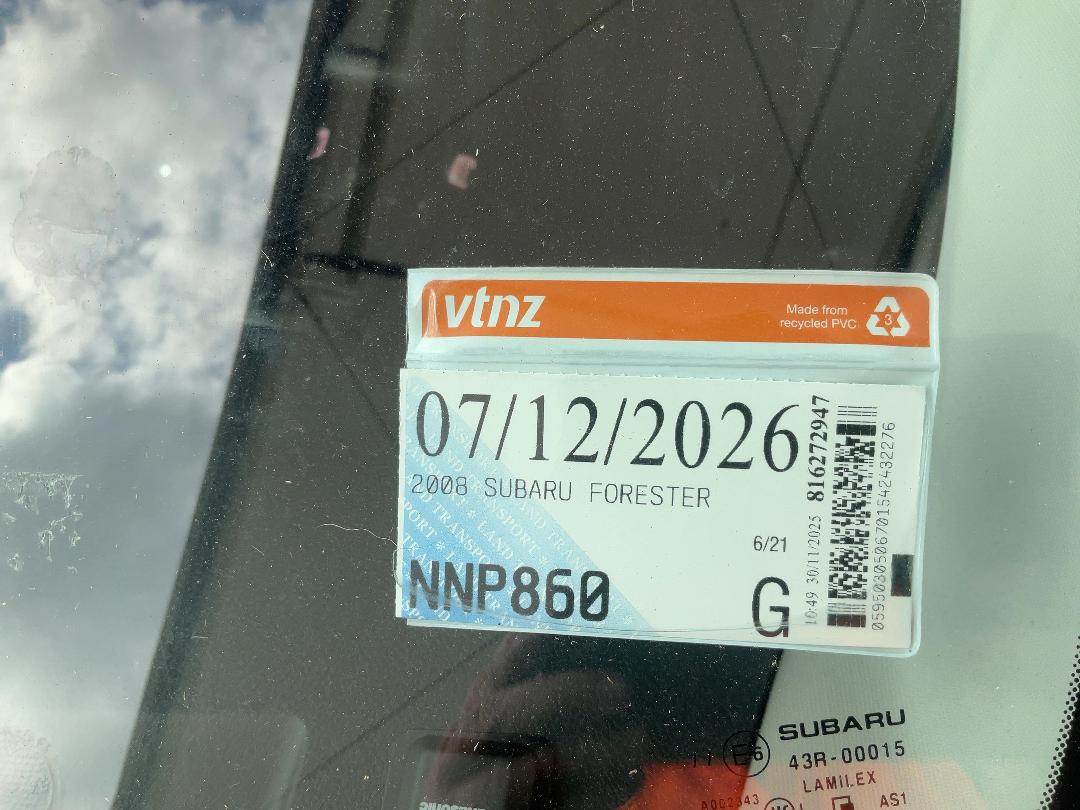 vtnz
Made from
recycled PVC
3
07/12/2026
2008 SUBARU FORESTER
6/21
NNP860
G
10:49 30/11/2025 816272947
0595030506701542432276
SUBARU
E6
43R-00015
LAMILEX
AS1